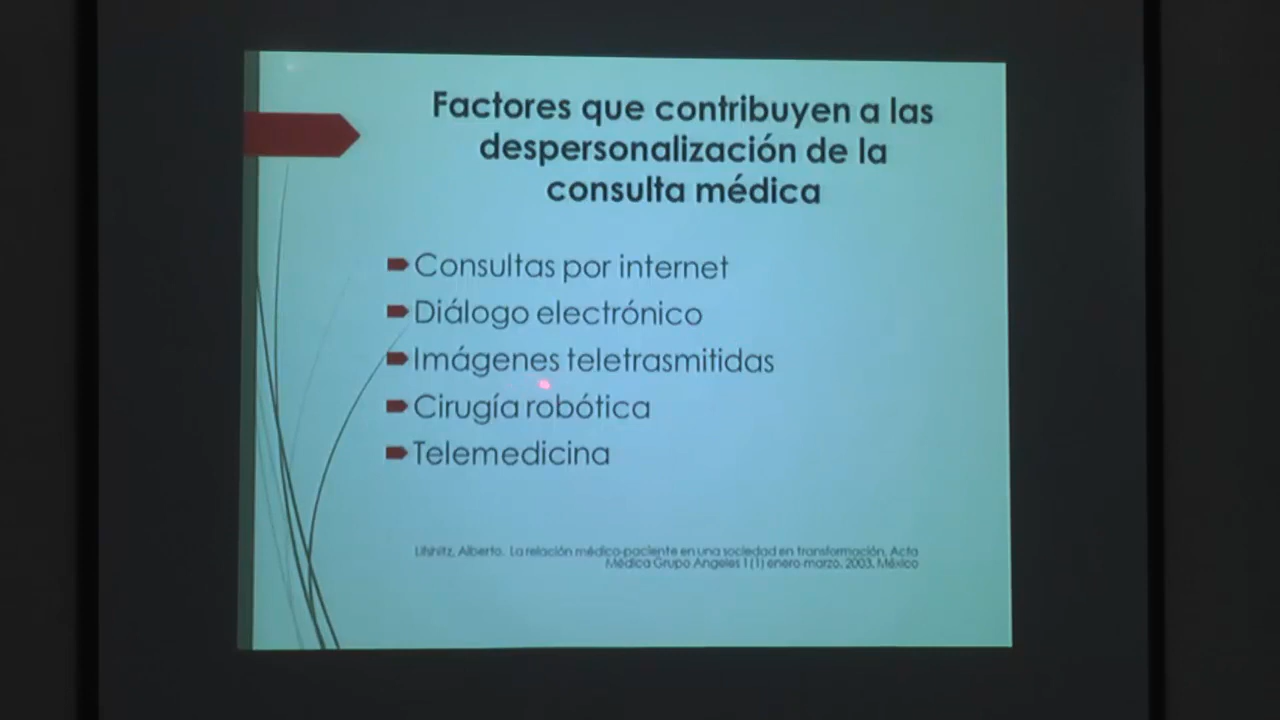 Factores que contribuyen a las
despersonalización de la
consulta médica
Consultas por internet
Diálogo electrónico
Imágenes teletrasmitidas
Cirugía robótica
Telemedicina
Lifshitz, Alberto. La relación médico-paciente en una sociedad en transformación. Acta
Médica Grupo Angeles 1(1) enero-marzo, 2003. México